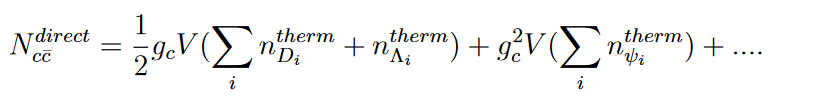 $N_{c\bar{c}}^{direct} = \frac{1}{2} g_c V (\sum_i n_{D_i}^{therm} + n_{\Lambda_i}^{therm}) + g_c^2 V (\sum_i n_{\psi_i}^{therm}) + ....$